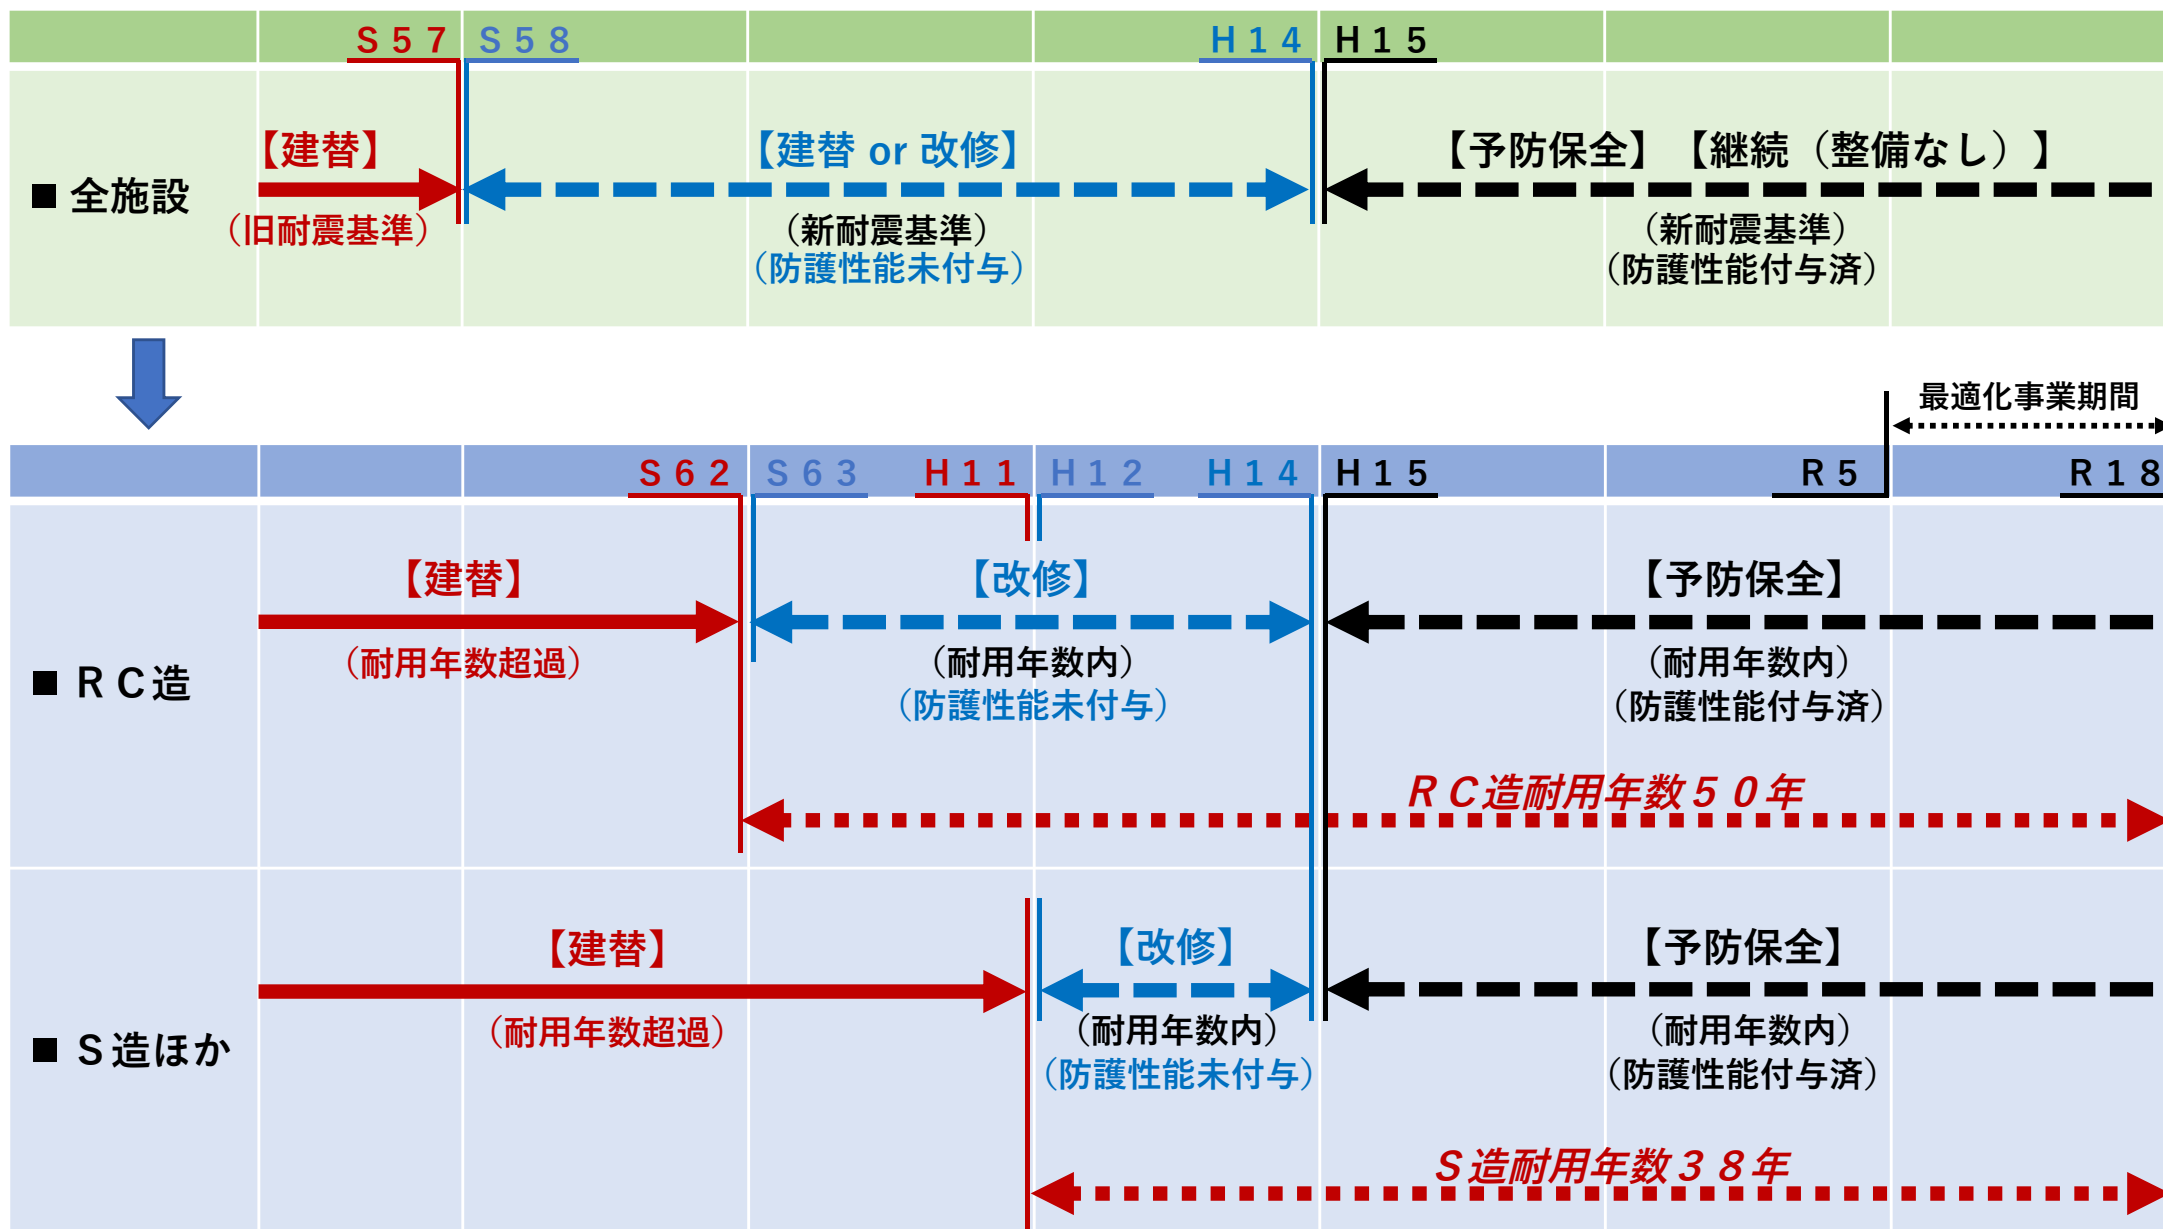 Ｓ５７
Ｓ５８
Ｈ１４
Ｈ１５
■ 全施設
【建替】
（旧耐震基準）
【建替 or 改修】
（新耐震基準）
（防護性能未付与）
【予防保全】【継続（整備なし）】
（新耐震基準）
（防護性能付与済）
最適化事業期間
Ｓ６２
Ｓ６３
Ｈ１１
Ｈ１２
Ｈ１４
Ｈ１５
Ｒ５
Ｒ１８
■ ＲＣ造
【建替】
（耐用年数超過）
【改修】
（耐用年数内）
（防護性能未付与）
【予防保全】
（耐用年数内）
（防護性能付与済）
ＲＣ造耐用年数５０年
■ Ｓ造ほか
【建替】
（耐用年数超過）
【改修】
（耐用年数内）
（防護性能未付与）
【予防保全】
（耐用年数内）
（防護性能付与済）
Ｓ造耐用年数３８年